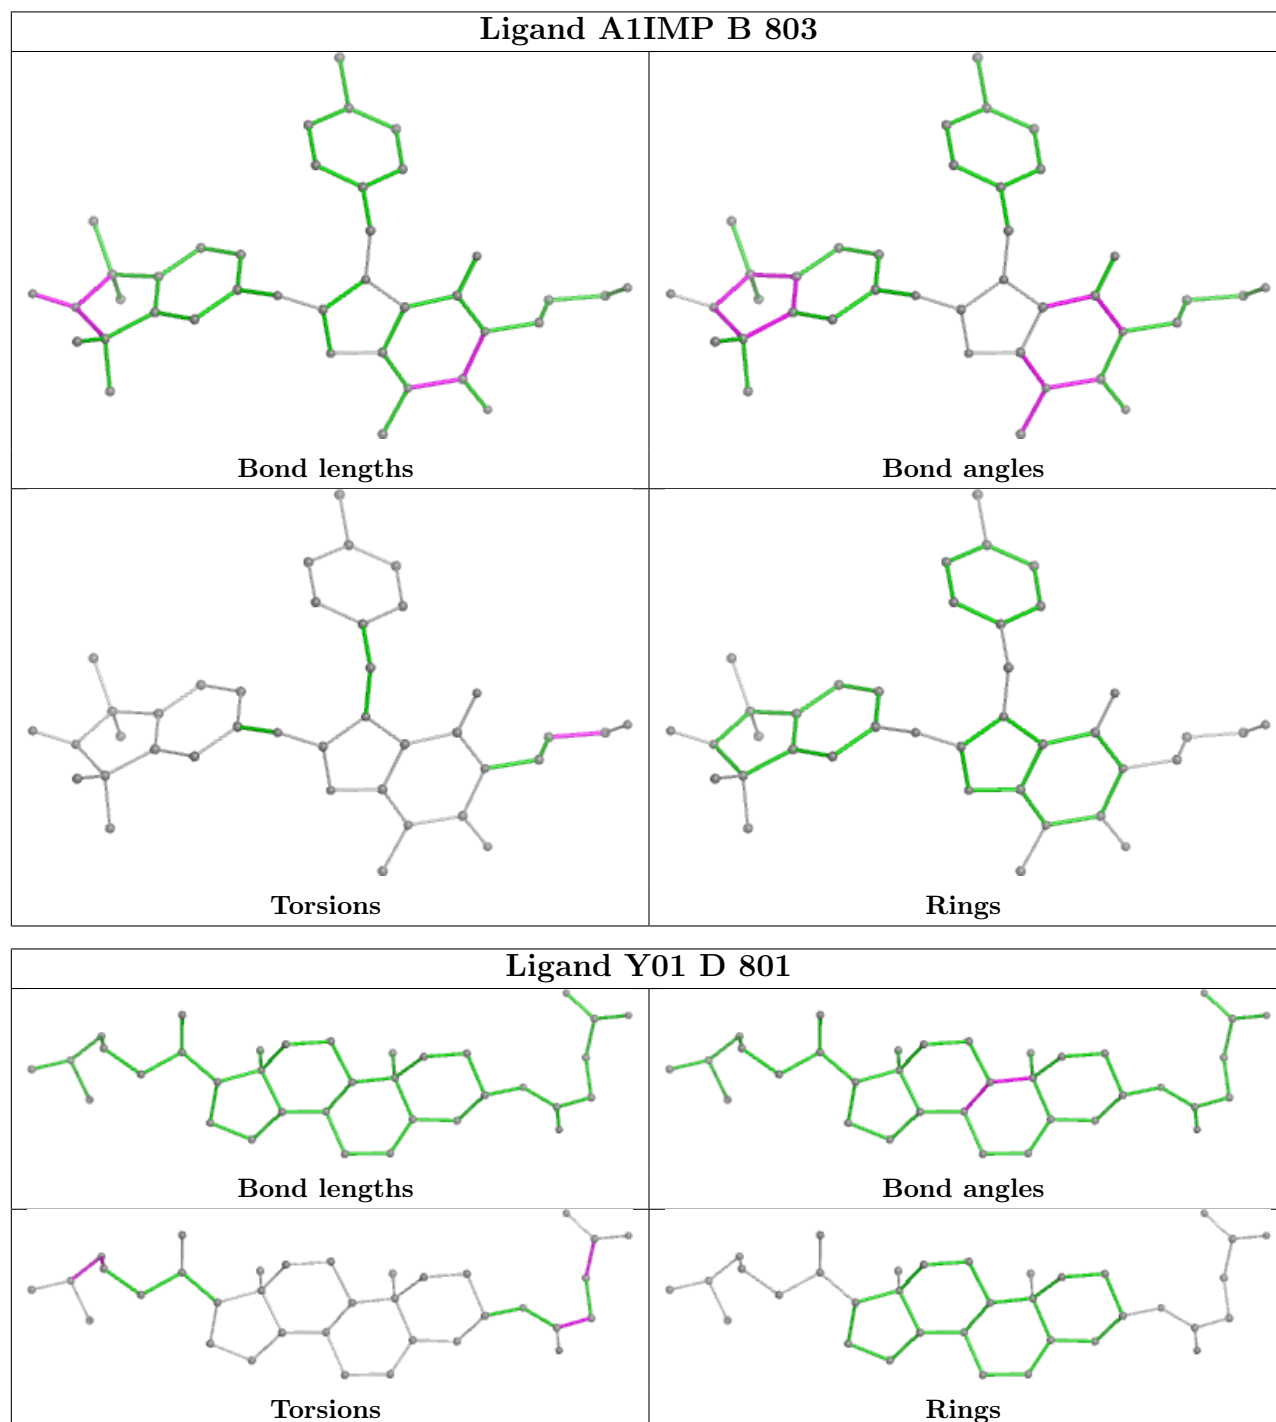 Ligand A1IMP B 803
Bond lengths
Bond angles
Torsions
Rings
Ligand Y01 D 801
Bond lengths
Bond angles
Torsions
Rings